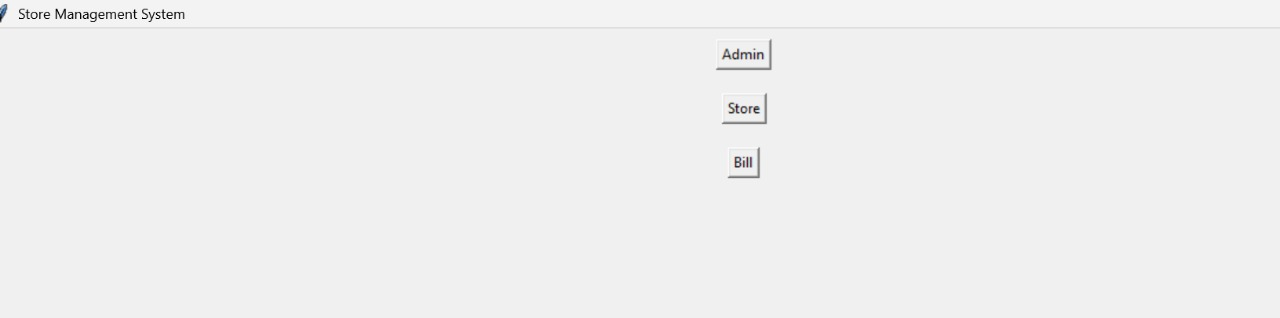 Store Management System
Admin
Store
Bill